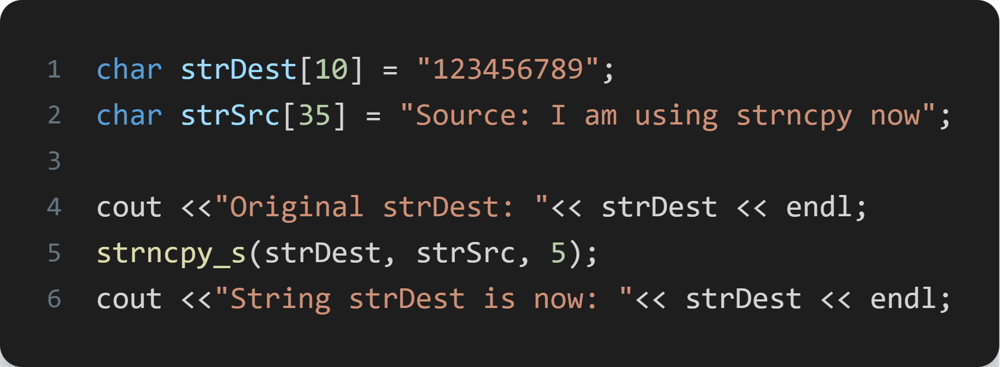 1 char strDest[10] = "123456789";
2 char strSrc[35] = "Source: I am using strncpy now";
3
4 cout <<"Original strDest: "<< strDest << endl;
5 strncpy_s(strDest, strSrc, 5);
6 cout <<"String strDest is now: "<< strDest << endl;